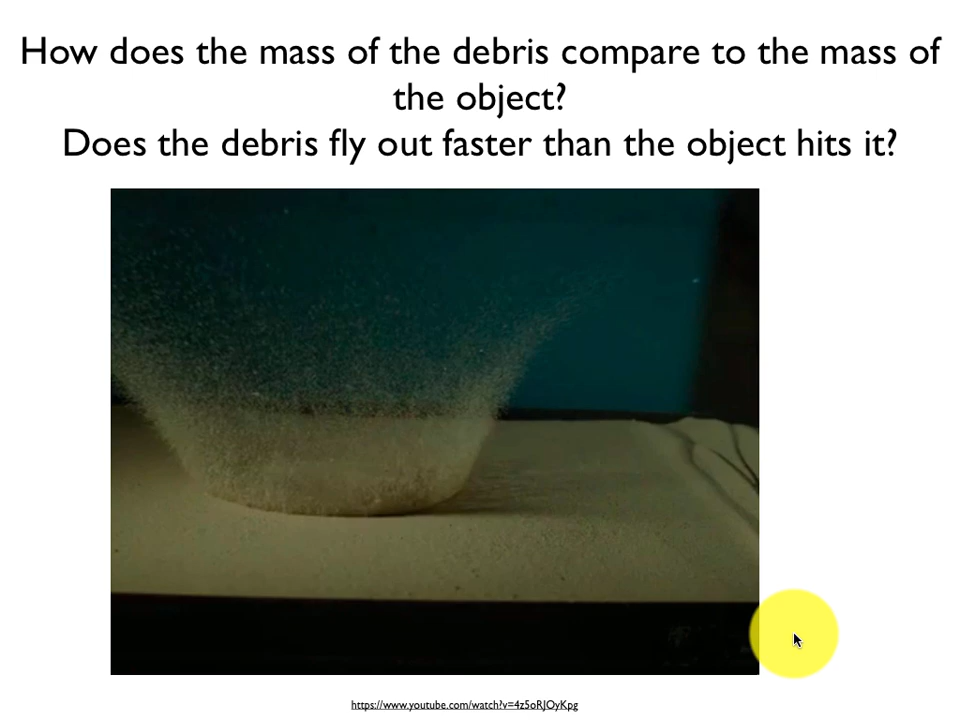 How does the mass of the debris compare to the mass of
the object?
Does the debris fly out faster than the object hits it?
https://www.youtube.com/watch?v=4z5oRJOyKpg